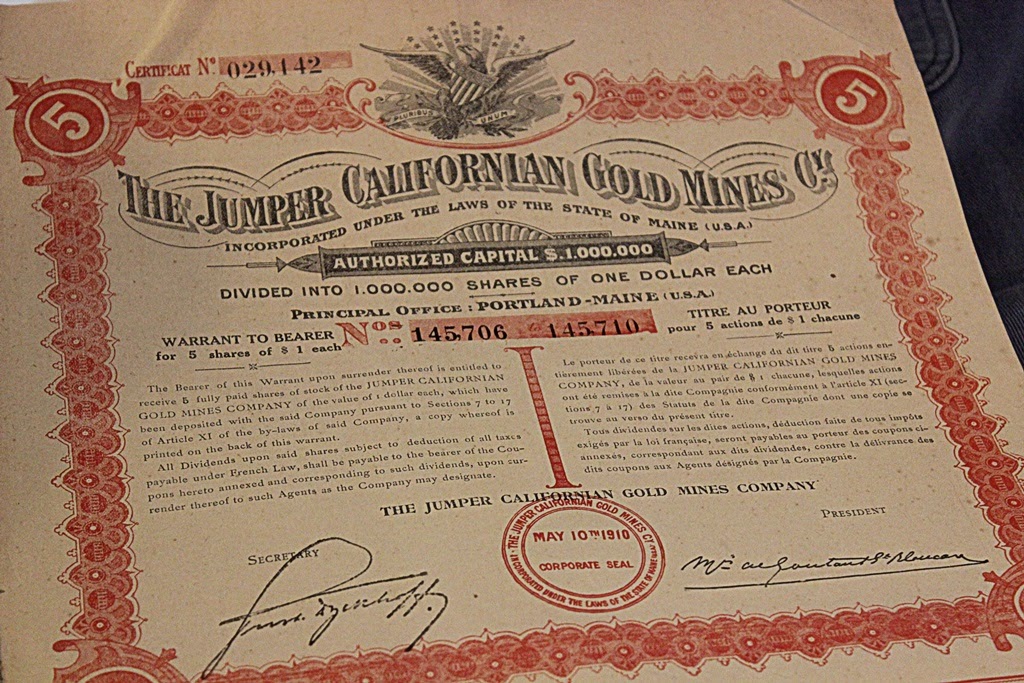 CERTIFICAT Nº 029,142
5
5
PLURIBUS UNUM
THE JUMPER CALIFORNIAN GOLD MINES CY.
INCORPORATED UNDER THE LAWS OF THE STATE OF MAINE (U.S.A.)
AUTHORIZED CAPITAL $.1.000.000
DIVIDED INTO 1.000.000 SHARES OF ONE DOLLAR EACH
PRINCIPAL OFFICE: PORTLAND-MAINE (U.S.A.)
WARRANT TO BEARER
for 5 shares of $ 1 each
Nos 145,706 145,710
TITRE AU PORTEUR
pour 5 actions de $ 1 chacune
The Bearer of this Warrant upon surrender thereof is entitled to
receive 5 fully paid shares of stock of the JUMPER CALIFORNIAN
GOLD MINES COMPANY of the value of 1 dollar each, which have
been deposited with the said Company pursuant to Sections 7 to 17
of Article XI of the by-laws of said Company, a copy whereof is
printed on the back of this warrant.
All Dividends upon said shares subject to deduction of all taxes
payable under French Law, shall be payable to the bearer of the Cou-
pons hereto annexed and corresponding to such dividends, upon sur-
render thereof to such Agents as the Company may designate.
Le porteur de ce titre recevra en échange du dit titre 5 actions en-
tièrement libérées de la JUMPER CALIFORNIAN GOLD MINES
COMPANY, de la valeur au pair de $ 1 chacune, lesquelles actions
ont été remises à la dite Compagnie conformément à l'article XI (sec-
tions 7 à 17) des Statuts de la dite Compagnie dont une copie se
trouve au verso du présent titre.
Tous dividendes sur les dites actions, déduction faite de tous impôts
exigés par la loi française, seront payables au porteur des coupons ci-
annexés, correspondant aux dits dividendes, contre la délivrance des
dits coupons aux Agents désignés par la Compagnie.
THE JUMPER CALIFORNIAN GOLD MINES COMPANY
SECRETARY
PRESIDENT
THE JUMPER CALIFORNIAN GOLD MINES CY
MAY 10TH 1910
CORPORATE SEAL
INCORPORATED UNDER THE LAWS OF THE STATE OF MAINE (U.S.A.)
5